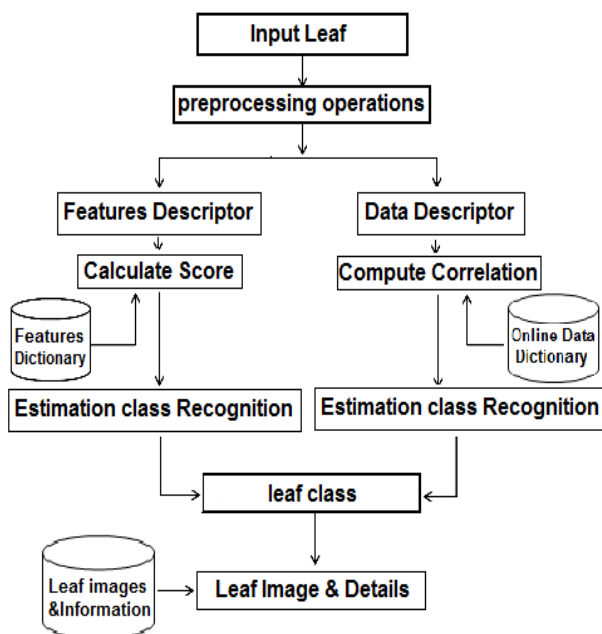 Input Leaf
preprocessing operations
Features Descriptor
Data Descriptor
Calculate Score
Compute Correlation
Features
Dictionary
Online Data
Dictionary
Estimation class Recognition
Estimation class Recognition
leaf class
Leaf images
&Information
Leaf Image & Details